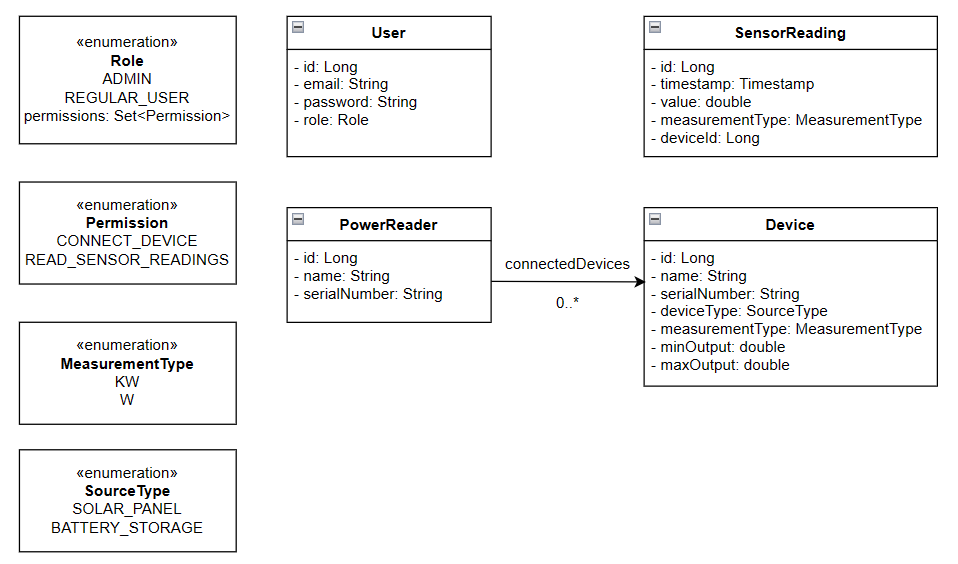 «enumeration»
Role
ADMIN
REGULAR_USER
permissions: Set<Permission>
User
- id: Long
- email: String
- password: String
- role: Role
SensorReading
- id: Long
- timestamp: Timestamp
- value: double
- measurementType: MeasurementType
- deviceId: Long
«enumeration»
Permission
CONNECT_DEVICE
READ_SENSOR_READINGS
PowerReader
- id: Long
- name: String
- serialNumber: String
connectedDevices
0..*
Device
- id: Long
- name: String
- serialNumber: String
- deviceType: SourceType
- measurementType: MeasurementType
- minOutput: double
- maxOutput: double
«enumeration»
MeasurementType
KW
W
«enumeration»
SourceType
SOLAR_PANEL
BATTERY_STORAGE